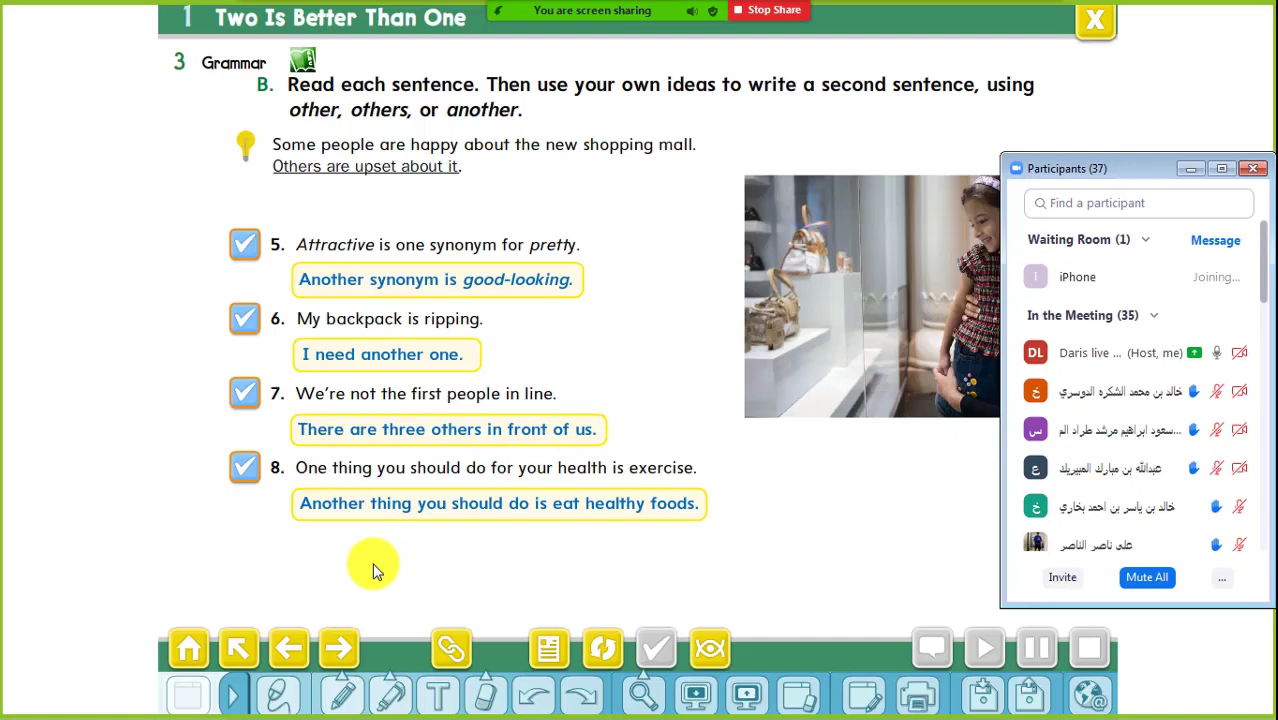 1 Two Is Better Than One
You are screen sharing
Stop Share
X
3 Grammar
B. Read each sentence. Then use your own ideas to write a second sentence, using
other, others, or another.
Some people are happy about the new shopping mall.
Others are upset about it.
5. Attractive is one synonym for pretty.
Another synonym is good-looking.
6. My backpack is ripping.
I need another one.
7. We’re not the first people in line.
There are three others in front of us.
8. One thing you should do for your health is exercise.
Another thing you should do is eat healthy foods.
Participants (37)
Find a participant
Waiting Room (1)
Message
I
iPhone
Joining...
In the Meeting (35)
DL
Daris live ... (Host, me)
خ
خالد بن محمد الشكره الدوسري
س
سعود ابراهيم مرشد طراد الم...
ع
عبدالله بن مبارك المبيريك
خ
خالد بن ياسر بن احمد بخاري
علي ناصر الناصر
Invite
Mute All
...
T